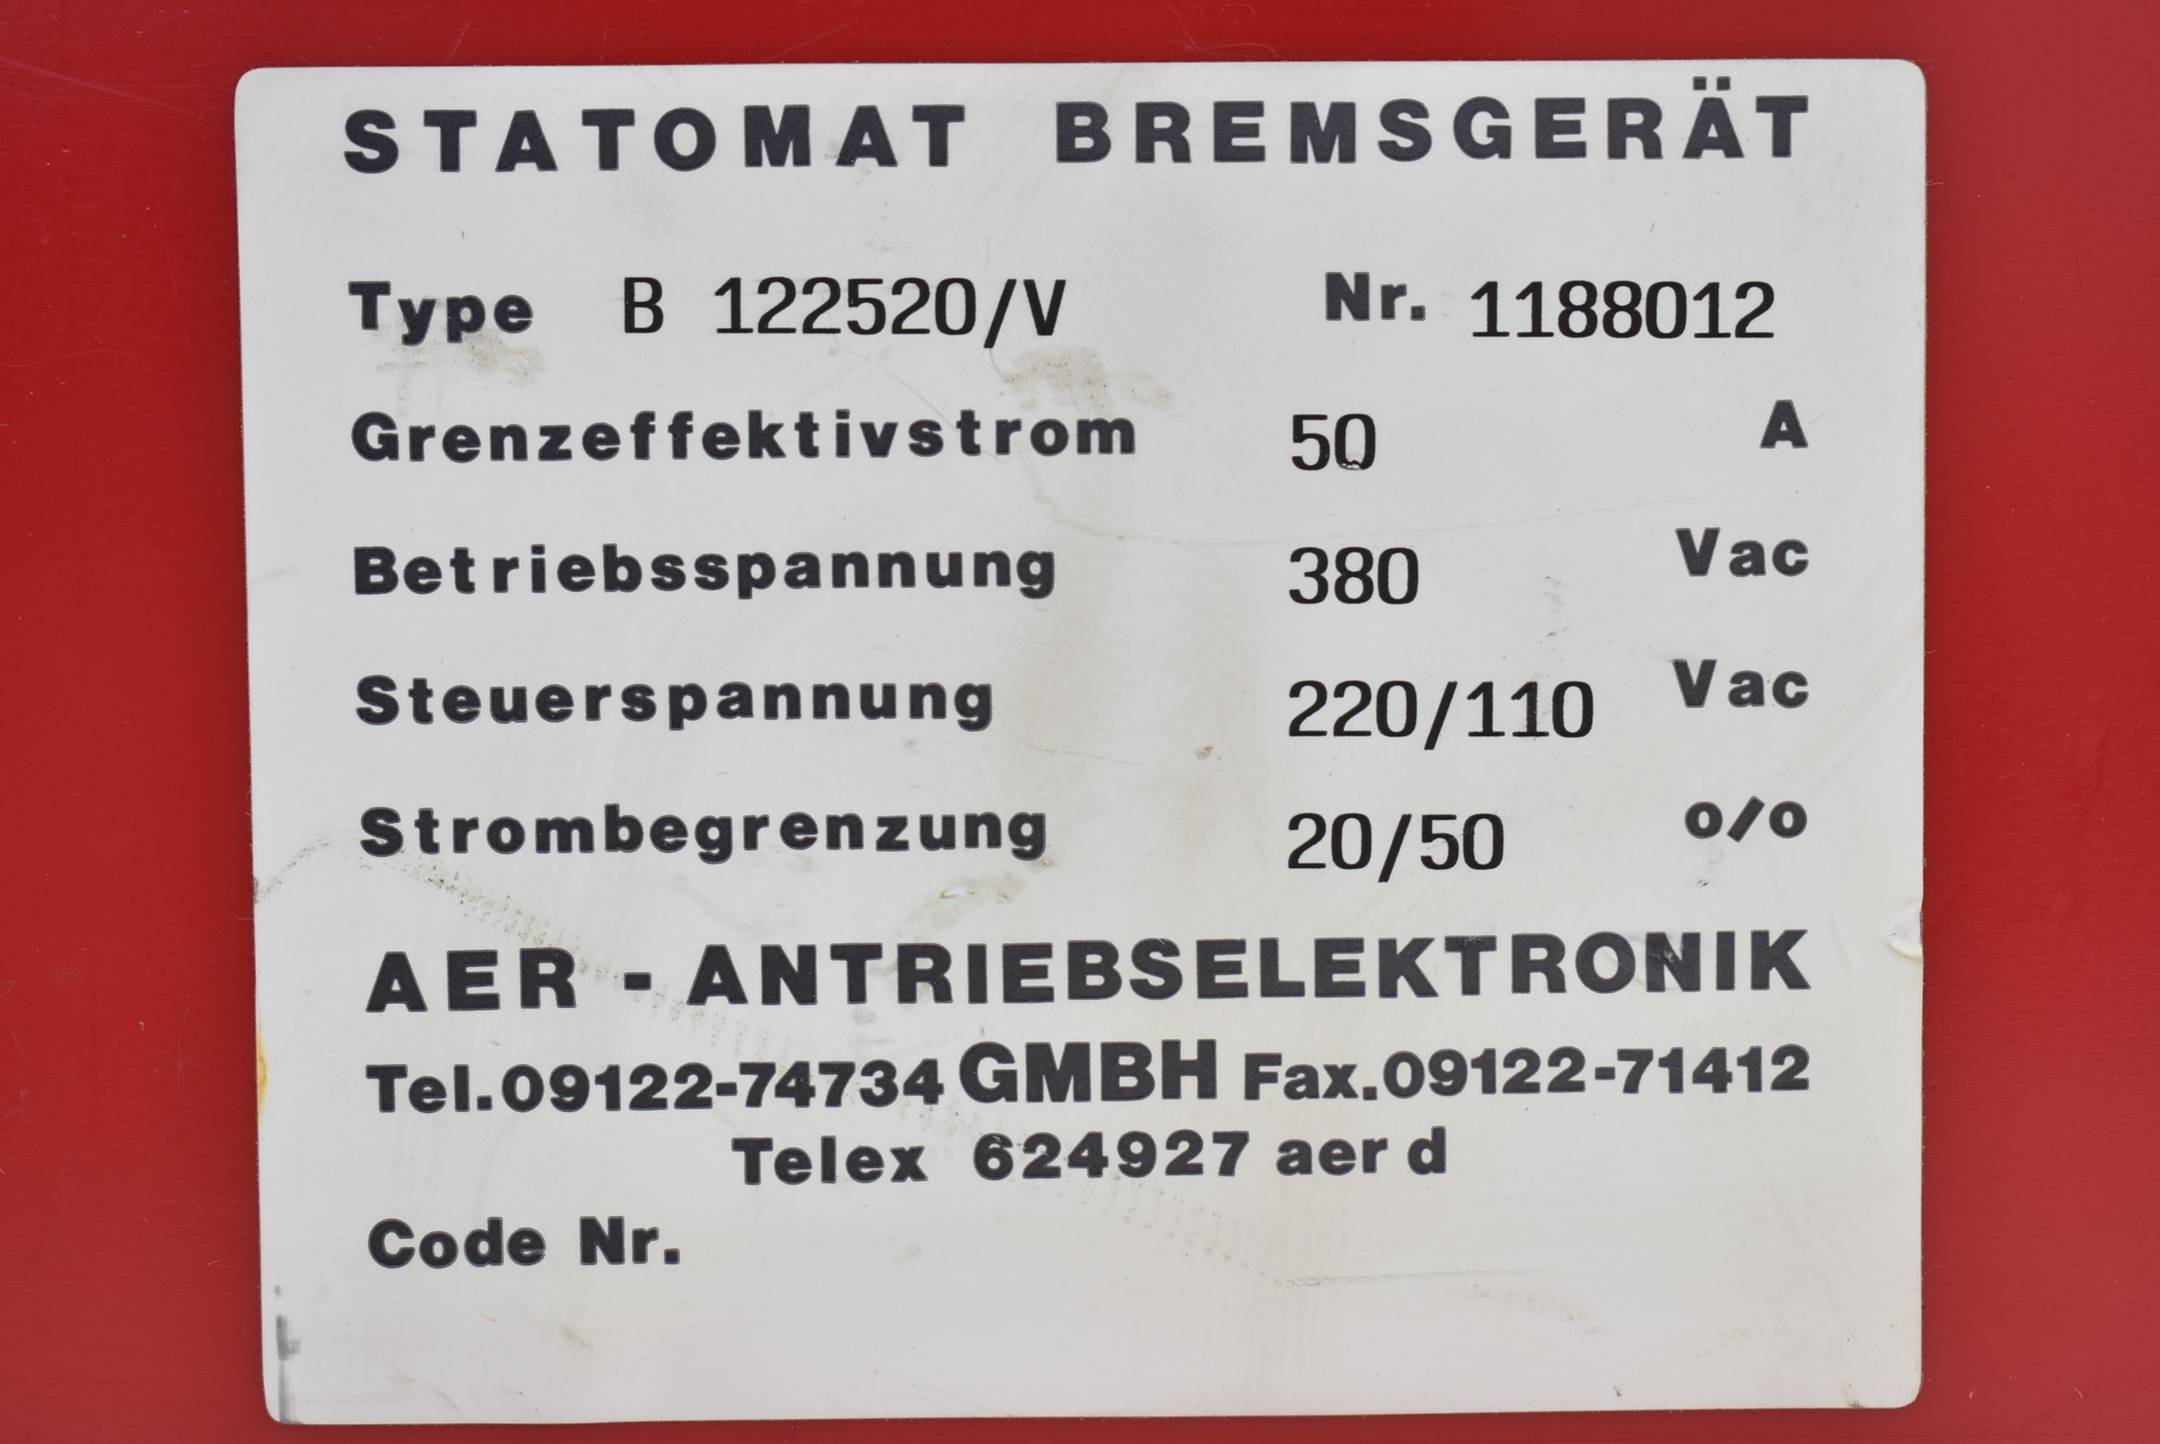 STATOMAT BREMSGERÄT
Type B 122520/V Nr. 1188012
Grenzeffektivstrom 50 A
Betriebsspannung 380 Vac
Steuerspannung 220/110 Vac
Strombegrenzung 20/50 o/o
AER - ANTRIEBSELEKTRONIK
Tel.09122-74734 GMBH Fax.09122-71412
Telex 624927 aer d
Code Nr.